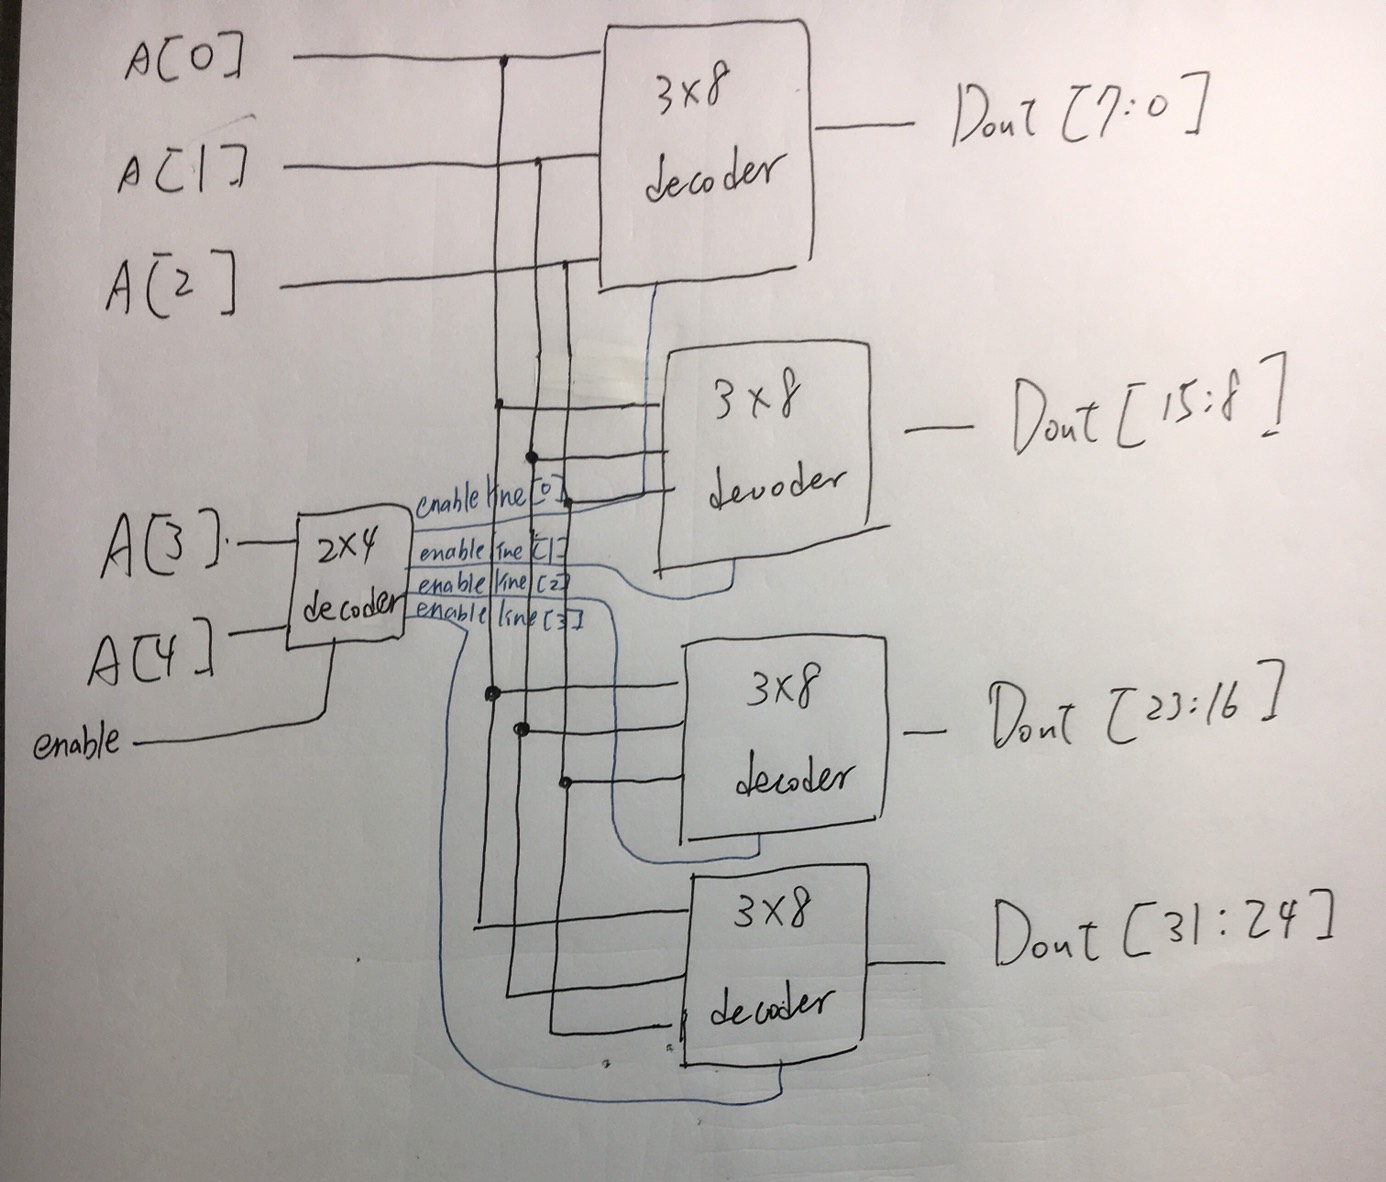 A[0]
3x8
decoder
Dout [7:0]
A[1]
A[2]
3x8
devoder
Dout [15:8]
A[3]
A[4]
enable
2x4
decoder
enable line[0]
enable line[1]
enable line[2]
enable line[3]
3x8
decoder
Dout [23:16]
3x8
decoder
Dout [31:24]